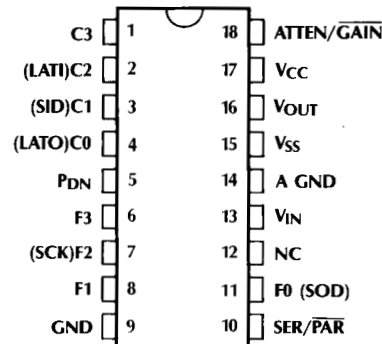 C3 1 18 ATTEN/GAIN
(LATI)C2 2 17 VCC
(SID)C1 3 16 VOUT
(LATO)C0 4 15 VSS
PDN 5 14 A GND
F3 6 13 VIN
(SCK)F2 7 12 NC
F1 8 11 F0 (SOD)
GND 9 10 SER/PAR